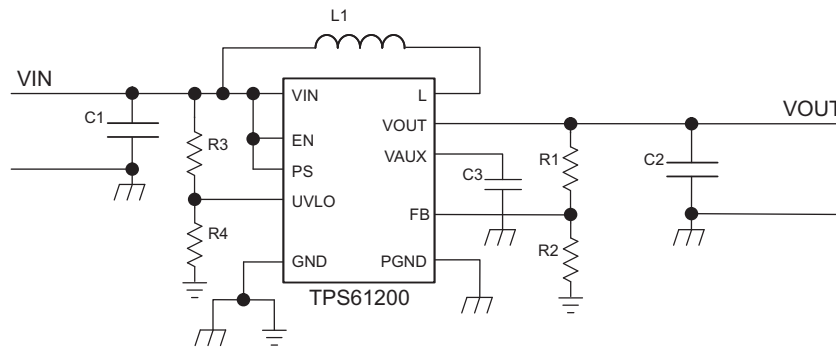 L1
VIN
VIN
L
C1
VOUT
VOUT
R3
EN
VAUX
R1
C2
PS
C3
UVLO
FB
R4
R2
GND
PGND
TPS61200